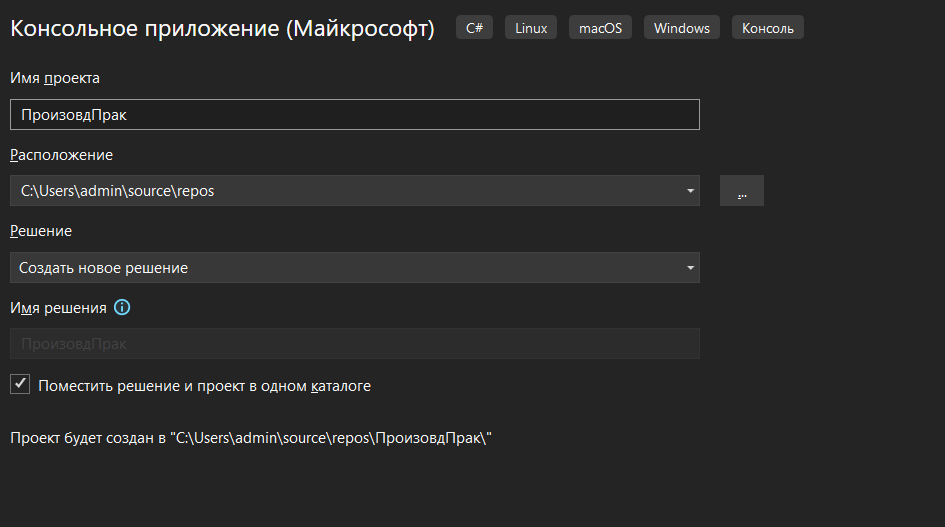 Консольное приложение (Майкрософт) C# Linux macOS Windows Консоль
Имя проекта
ПроизовдПрак
Расположение
C:\Users\admin\source\repos
...
Решение
Создать новое решение
Имя решения
ПроизовдПрак
Поместить решение и проект в одном каталоге
Проект будет создан в "C:\Users\admin\source\repos\ПроизовдПрак\"